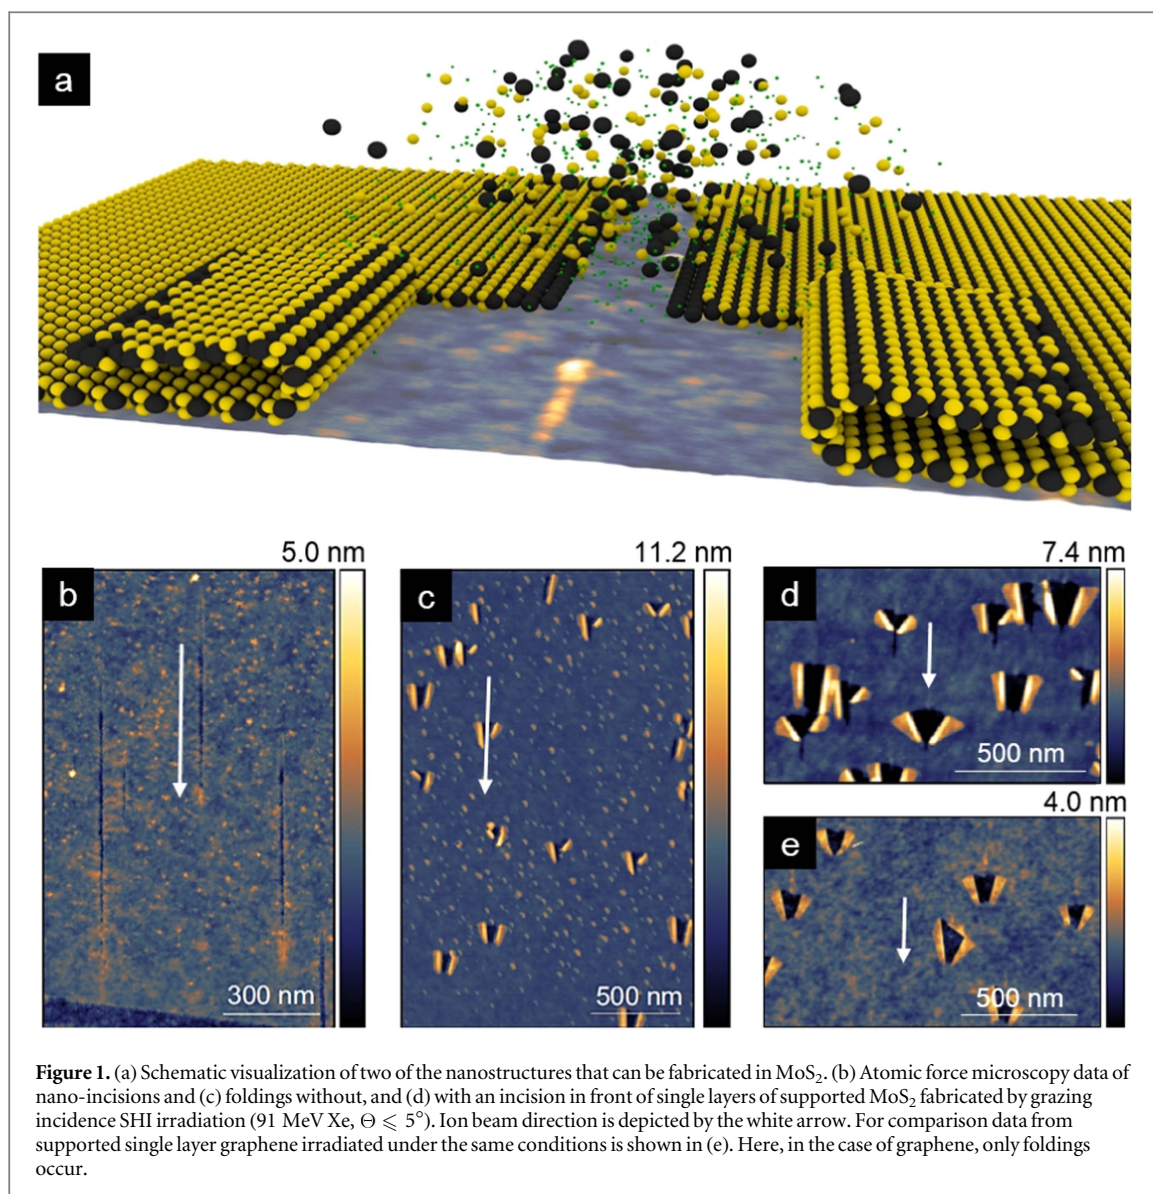 a
5.0 nm
11.2 nm
7.4 nm
b
c
d
500 nm
4.0 nm
e
300 nm
500 nm
500 nm
Figure 1. (a) Schematic visualization of two of the nanostructures that can be fabricated in MoS₂. (b) Atomic force microscopy data of
nano-incisions and (c) foldings without, and (d) with an incision in front of single layers of supported MoS₂ fabricated by grazing
incidence SHI irradiation (91 MeV Xe, Θ ⩽ 5°). Ion beam direction is depicted by the white arrow. For comparison data from
supported single layer graphene irradiated under the same conditions is shown in (e). Here, in the case of graphene, only foldings
occur.